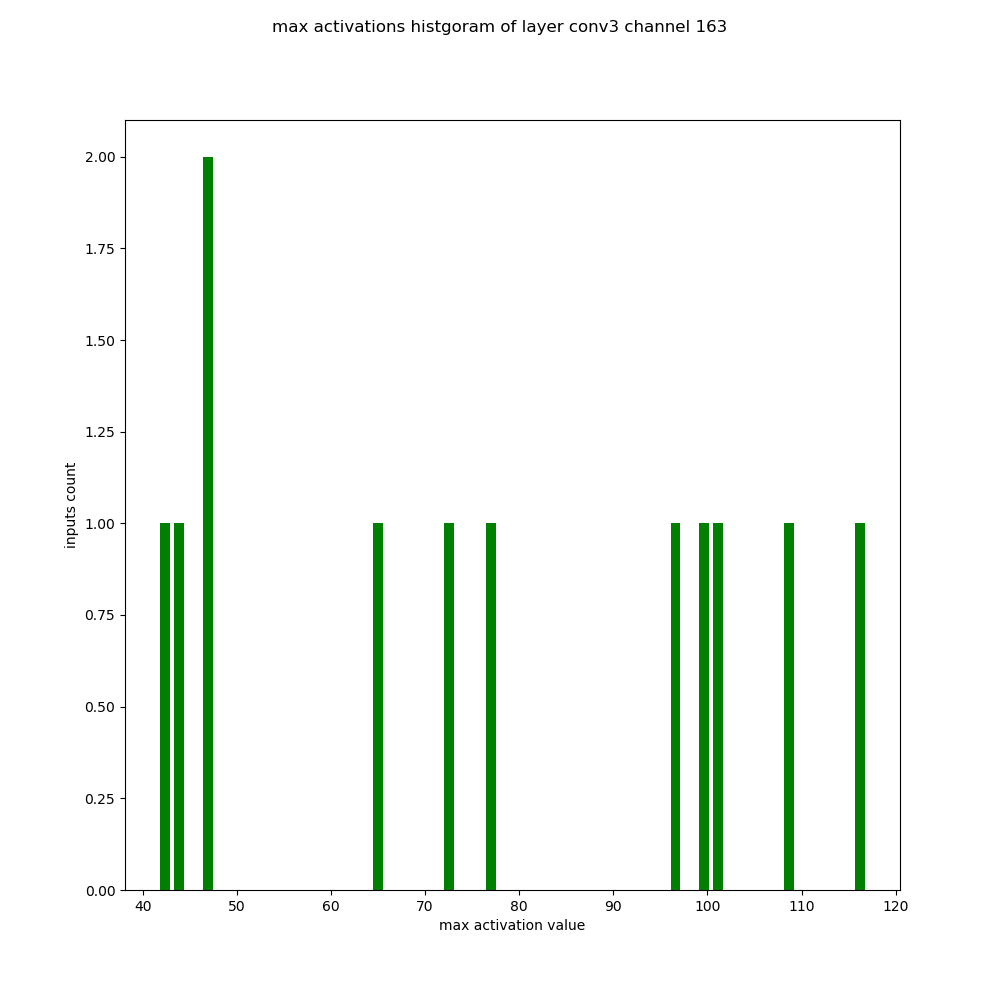 max activations histgoram of layer conv3 channel 163
2.00
1.75
1.50
1.25
1.00
0.75
0.50
0.25
0.00
inputs count
40 50 60 70 80 90 100 110 120
max activation value